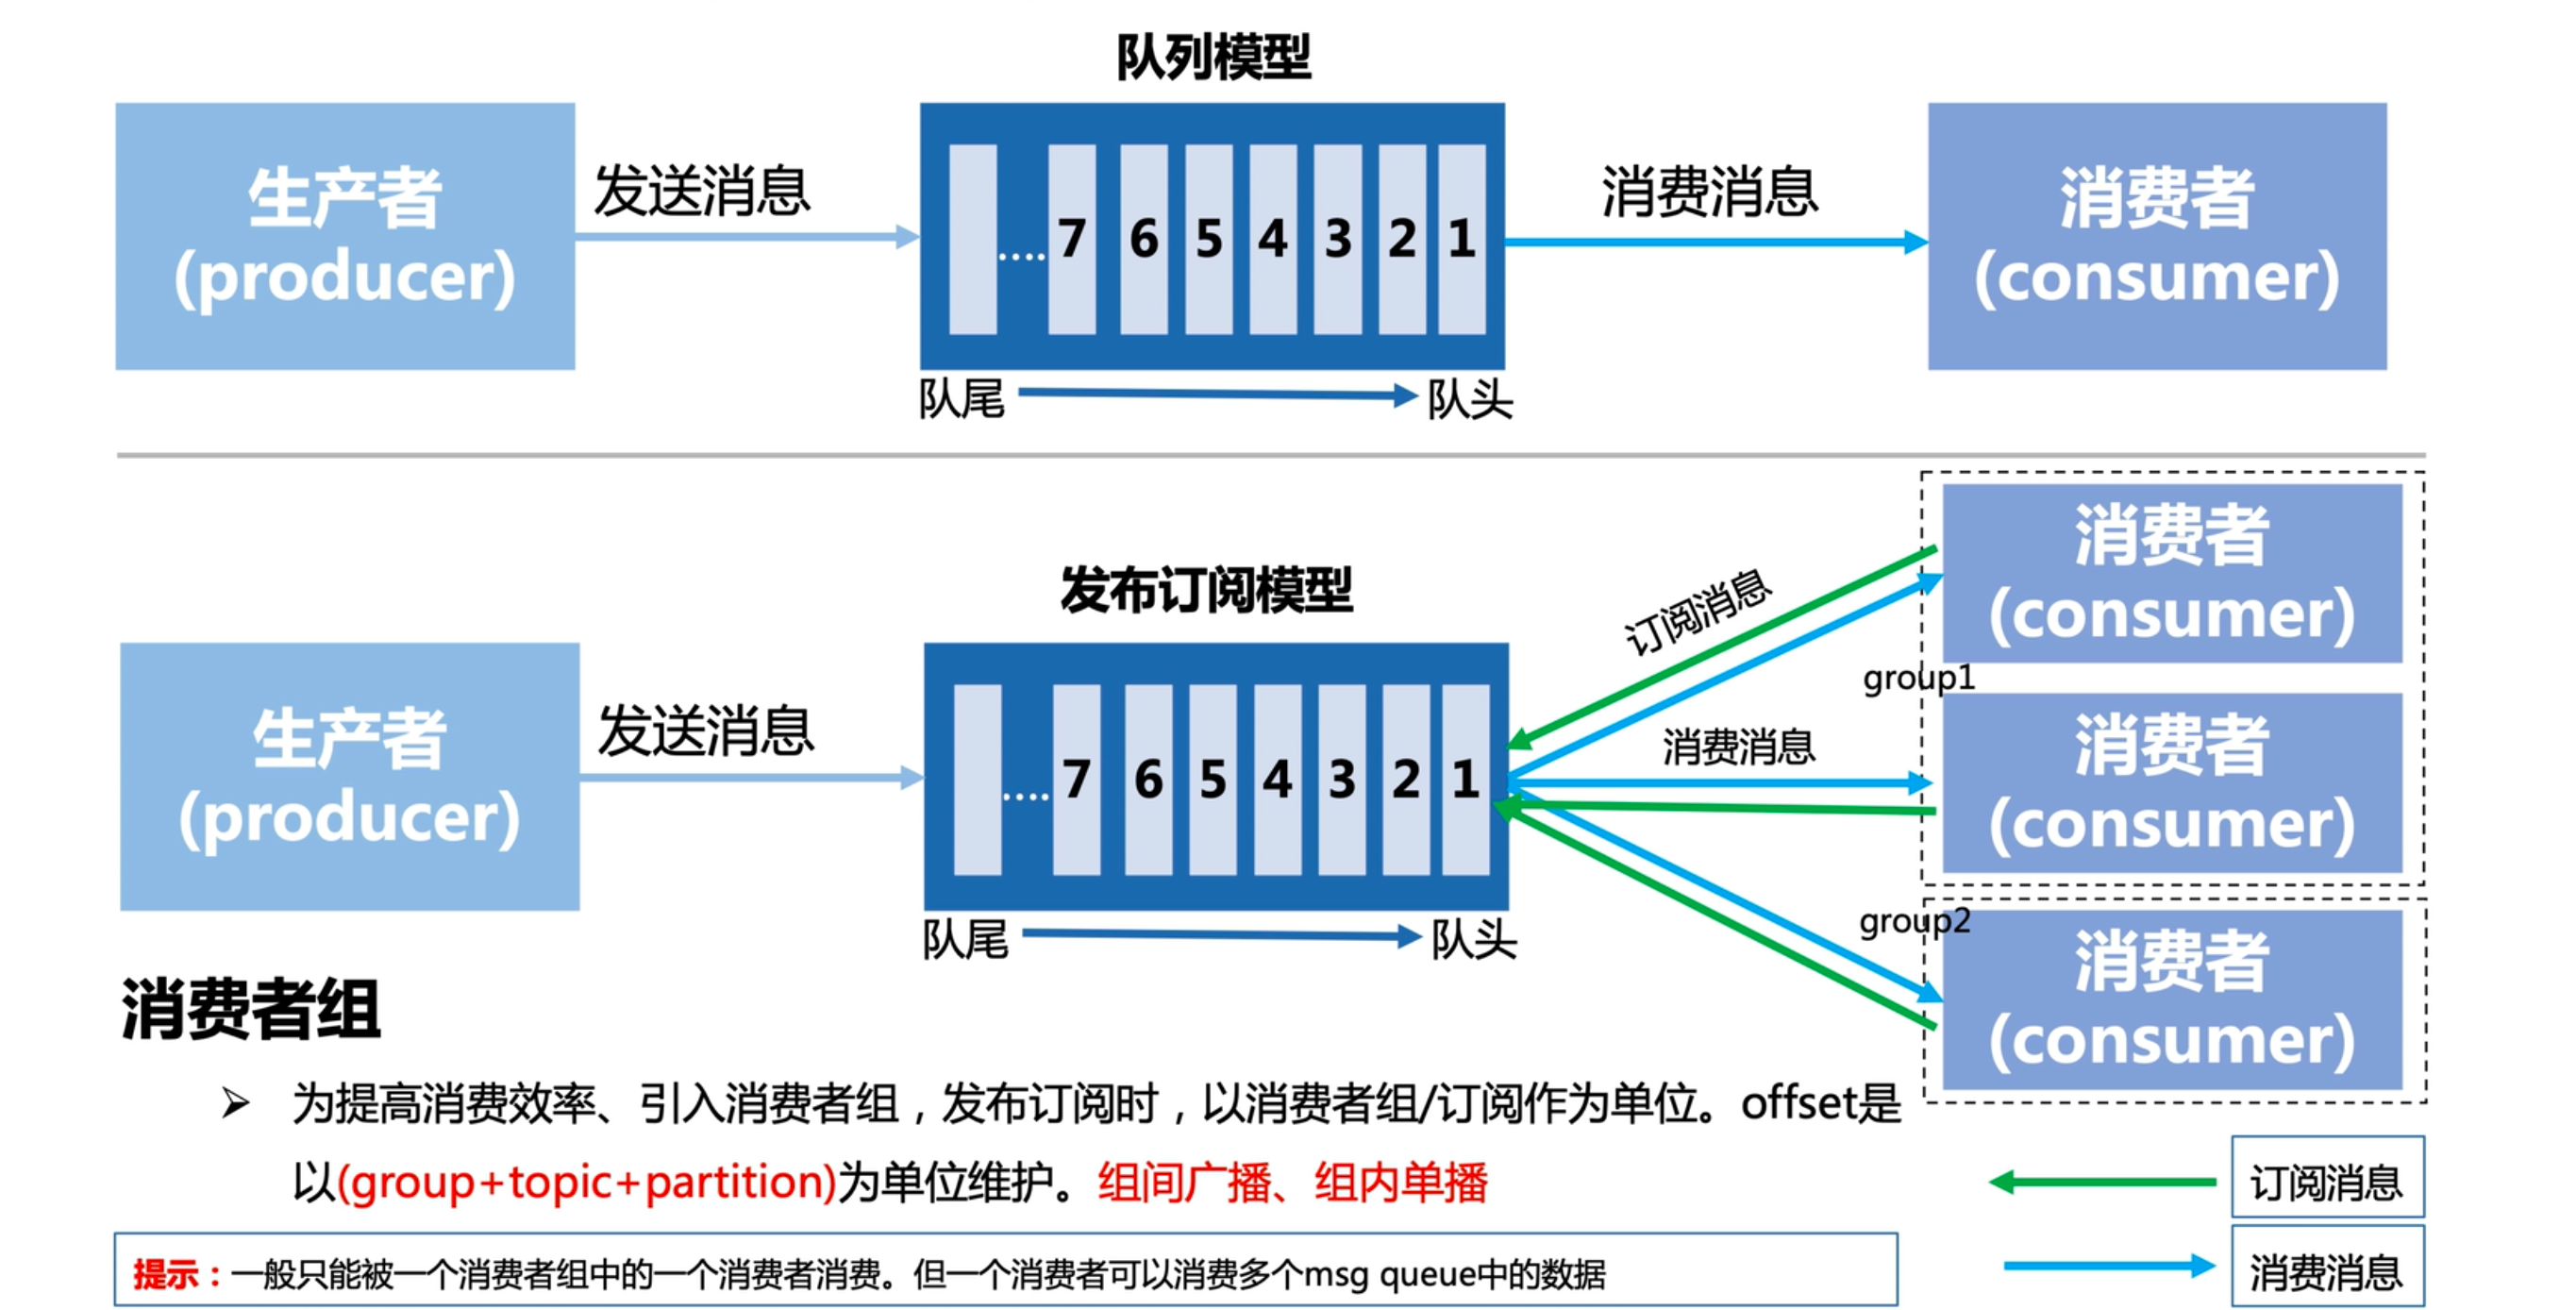 队列模型
生产者
(producer)
发送消息
7 6 5 4 3 2 1
消费消息
消费者
(consumer)
队尾
队头
发布订阅模型
生产者
(producer)
发送消息
7 6 5 4 3 2 1
队尾
队头
订阅消息
消费消息
消费者
(consumer)
group1
消费者
(consumer)
group2
消费者
(consumer)
消费者组
为提高消费效率、引入消费者组，发布订阅时，以消费者组/订阅作为单位。offset是
以(group+topic+partition)为单位维护。组间广播、组内单播
提示：一般只能被一个消费者组中的一个消费者消费。但一个消费者可以消费多个msg queue中的数据
订阅消息
消费消息